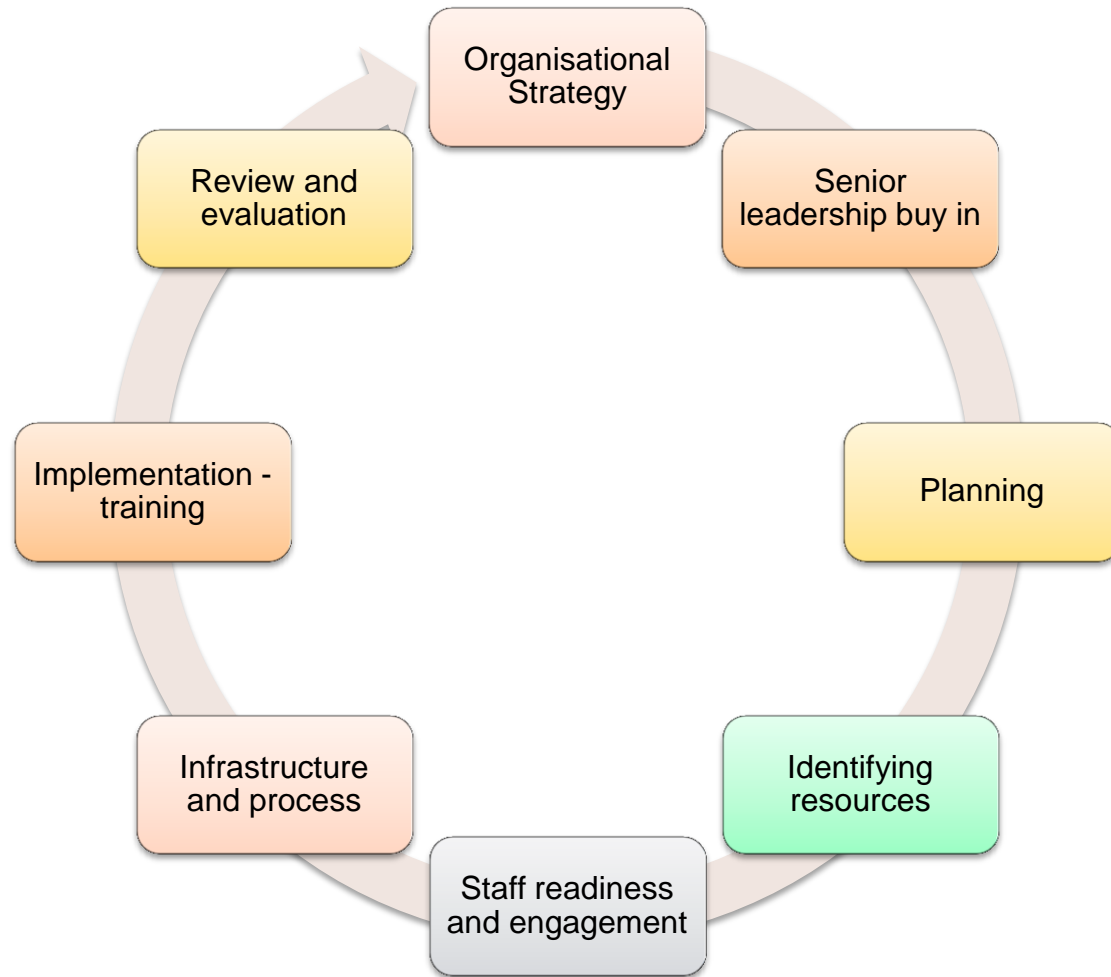 Organisational
Strategy
Senior
leadership buy in
Planning
Identifying
resources
Staff readiness
and engagement
Infrastructure
and process
Implementation -
training
Review and
evaluation